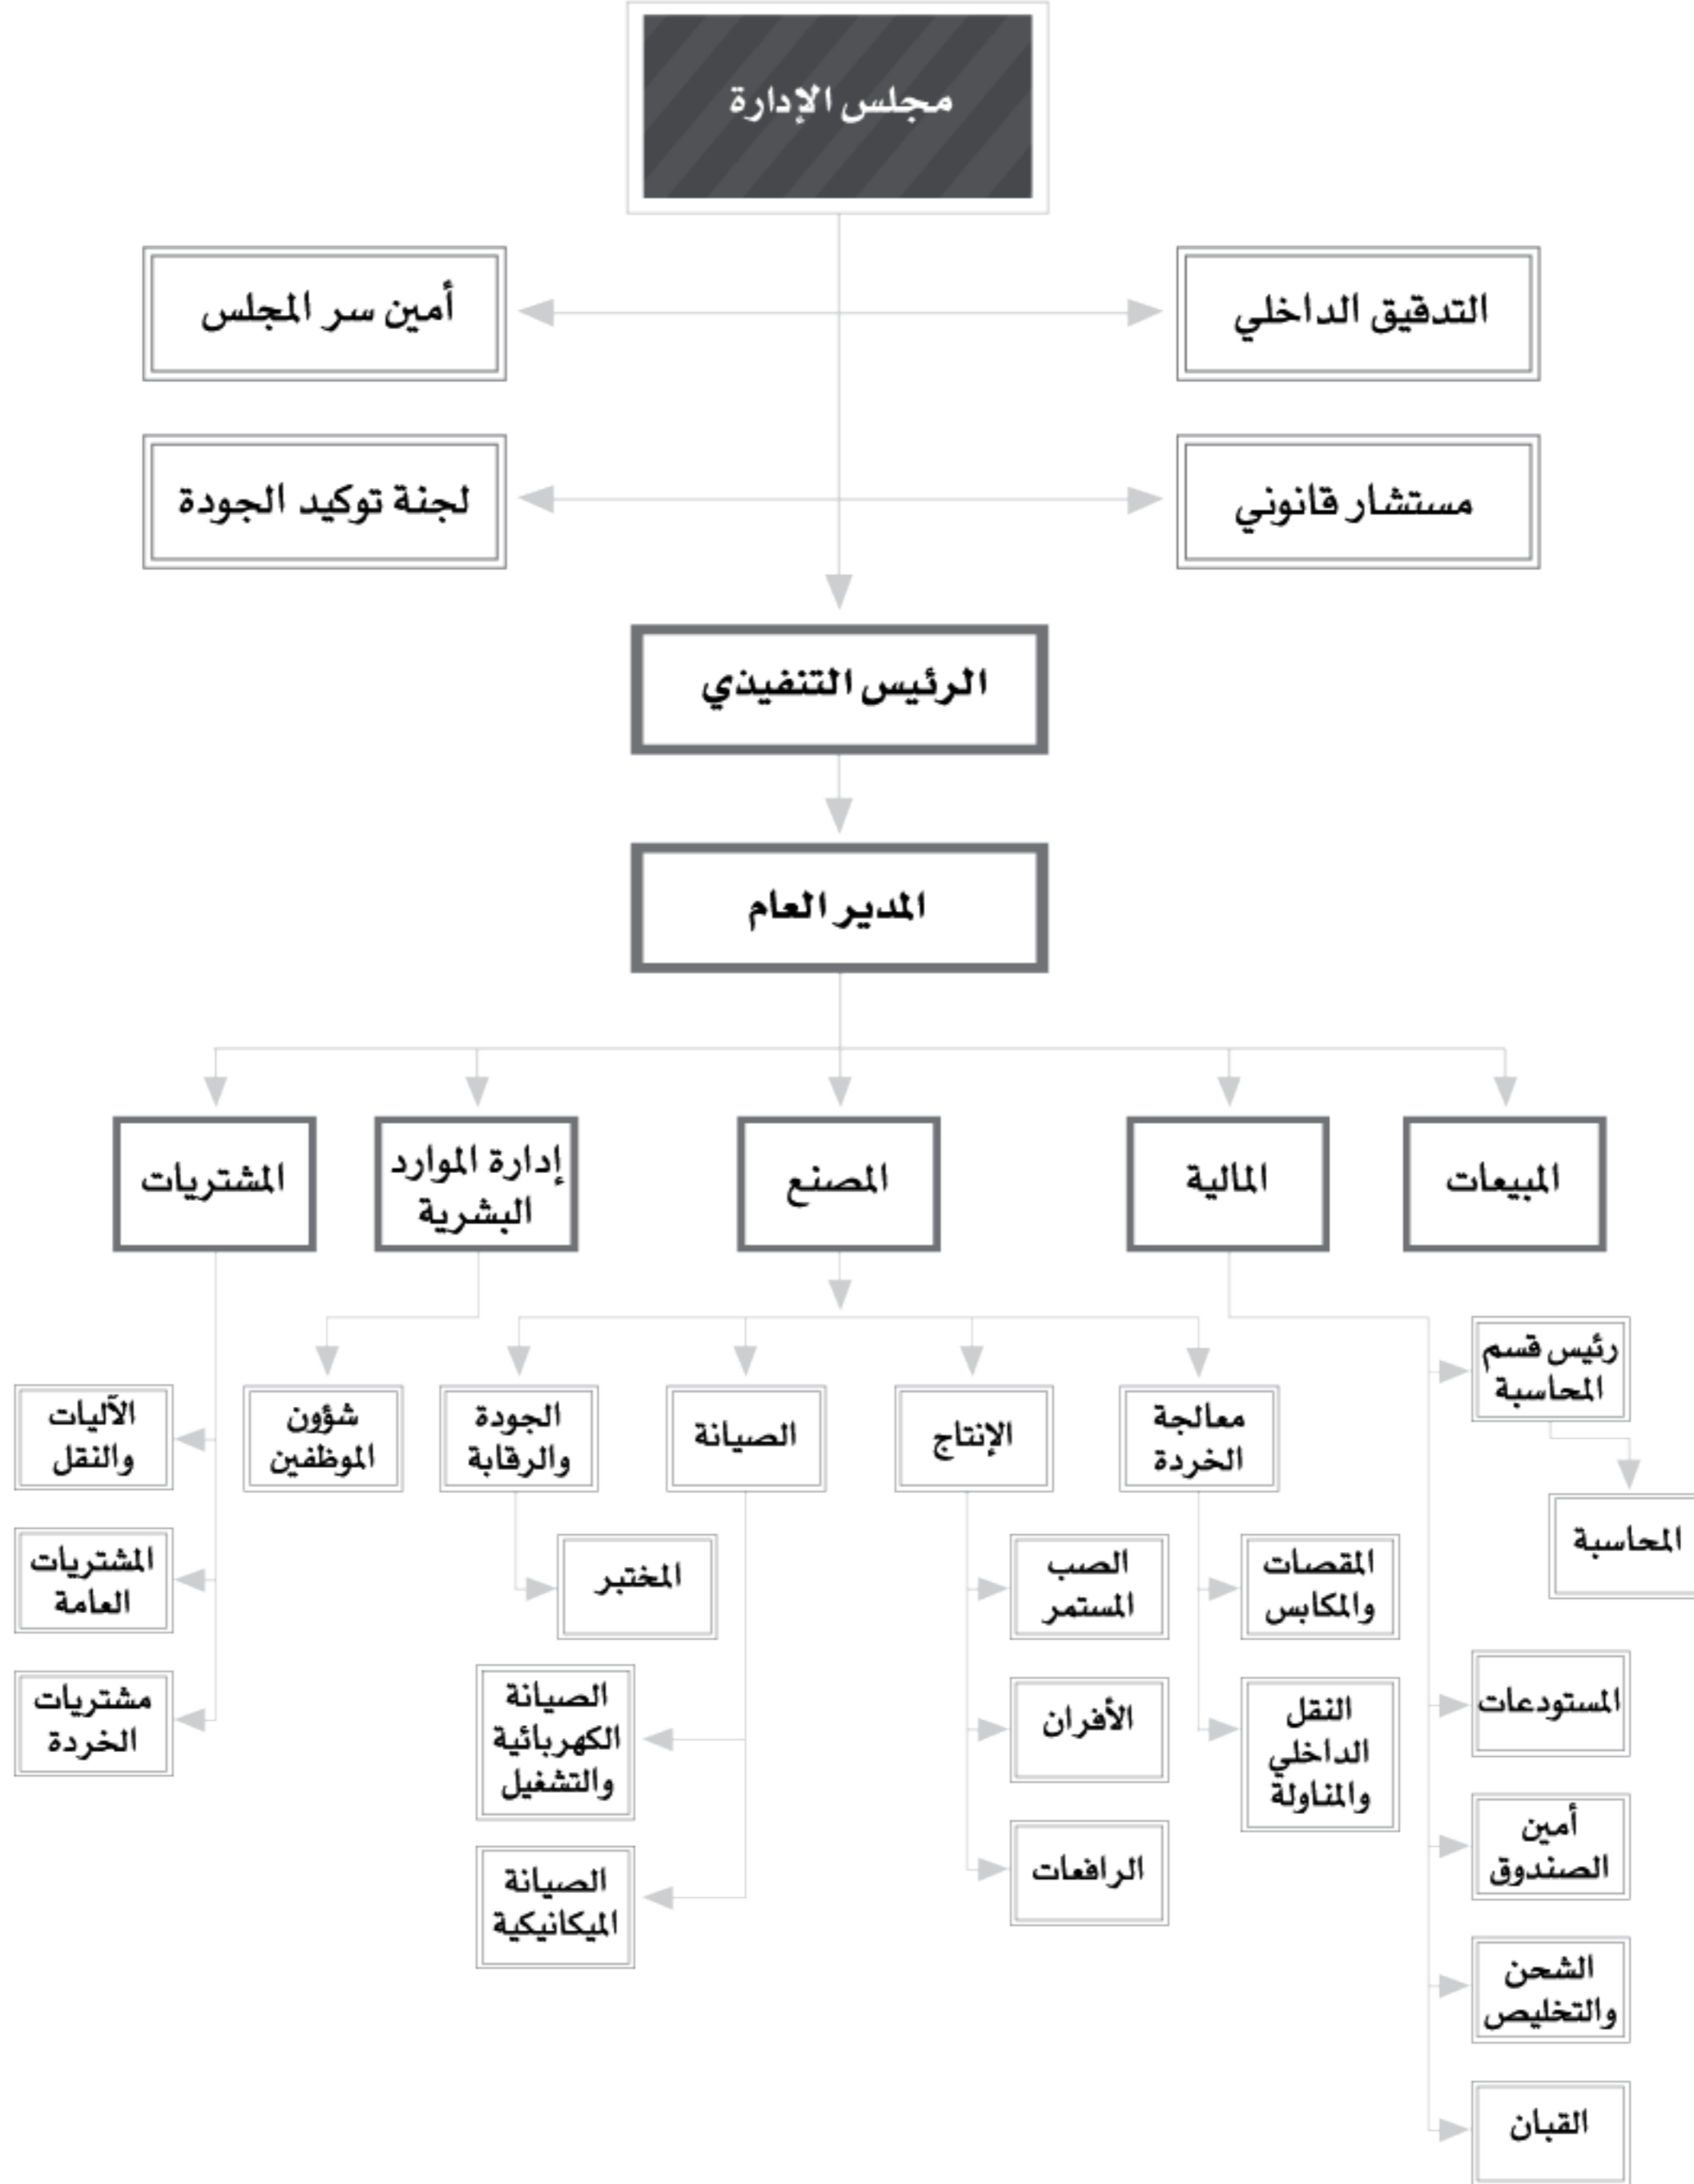 مجلس الإدارة
التدقيق الداخلي
أمين سر المجلس
مستشار قانوني
لجنة توكيد الجودة
الرئيس التنفيذي
المدير العام
المبيعات
المالية
المصنع
إدارة الموارد
البشرية
المشتريات
رئيس قسم
المحاسبة
المحاسبة
المستودعات
أمين
الصندوق
الشحن
والتخليص
القبان
معالجة
الخردة
المقصات
والمكابس
النقل
الداخلي
والمناولة
الإنتاج
الصب
المستمر
الأفران
الرافعات
الصيانة
الصيانة
الكهربائية
والتشغيل
الصيانة
الميكانيكية
الجودة
والرقابة
المختبر
شؤون
الموظفين
الآليات
والنقل
المشتريات
العامة
مشتريات
الخردة